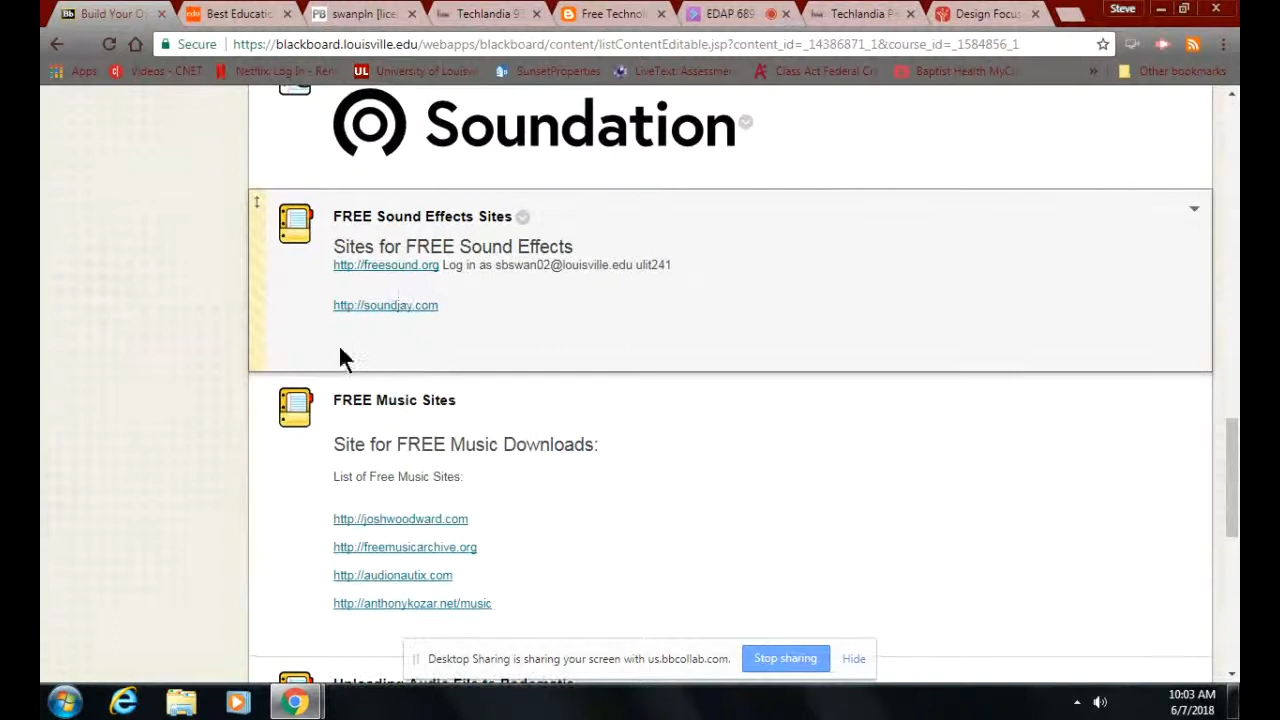 Build Your O
Best Educati
swanpln [lice
Techlandia 9
Free Technol
EDAP 689
Techlandia P
Design Focus
Steve
Secure
https://blackboard.louisville.edu/webapps/blackboard/content/listContentEditable.jsp?content_id=_14386871_1&course_id=_1584856_1
Apps
Videos - CNET
Netflix: Log In - Ren
University of Louisv
SunsetProperties
LiveText: Assessmen
Class Act Federal Cr
Baptist Health MyCh
»
Other bookmarks
Soundation
FREE Sound Effects Sites
Sites for FREE Sound Effects
http://freesound.org Log in as sbswan02@louisville.edu ulit241
http://soundjay.com
FREE Music Sites
Site for FREE Music Downloads:
List of Free Music Sites:
http://joshwoodward.com
http://freemusicarchive.org
http://audionautix.com
http://anthonykozar.net/music
Desktop Sharing is sharing your screen with us.bbcollab.com.
Stop sharing
Hide
10:03 AM
6/7/2018